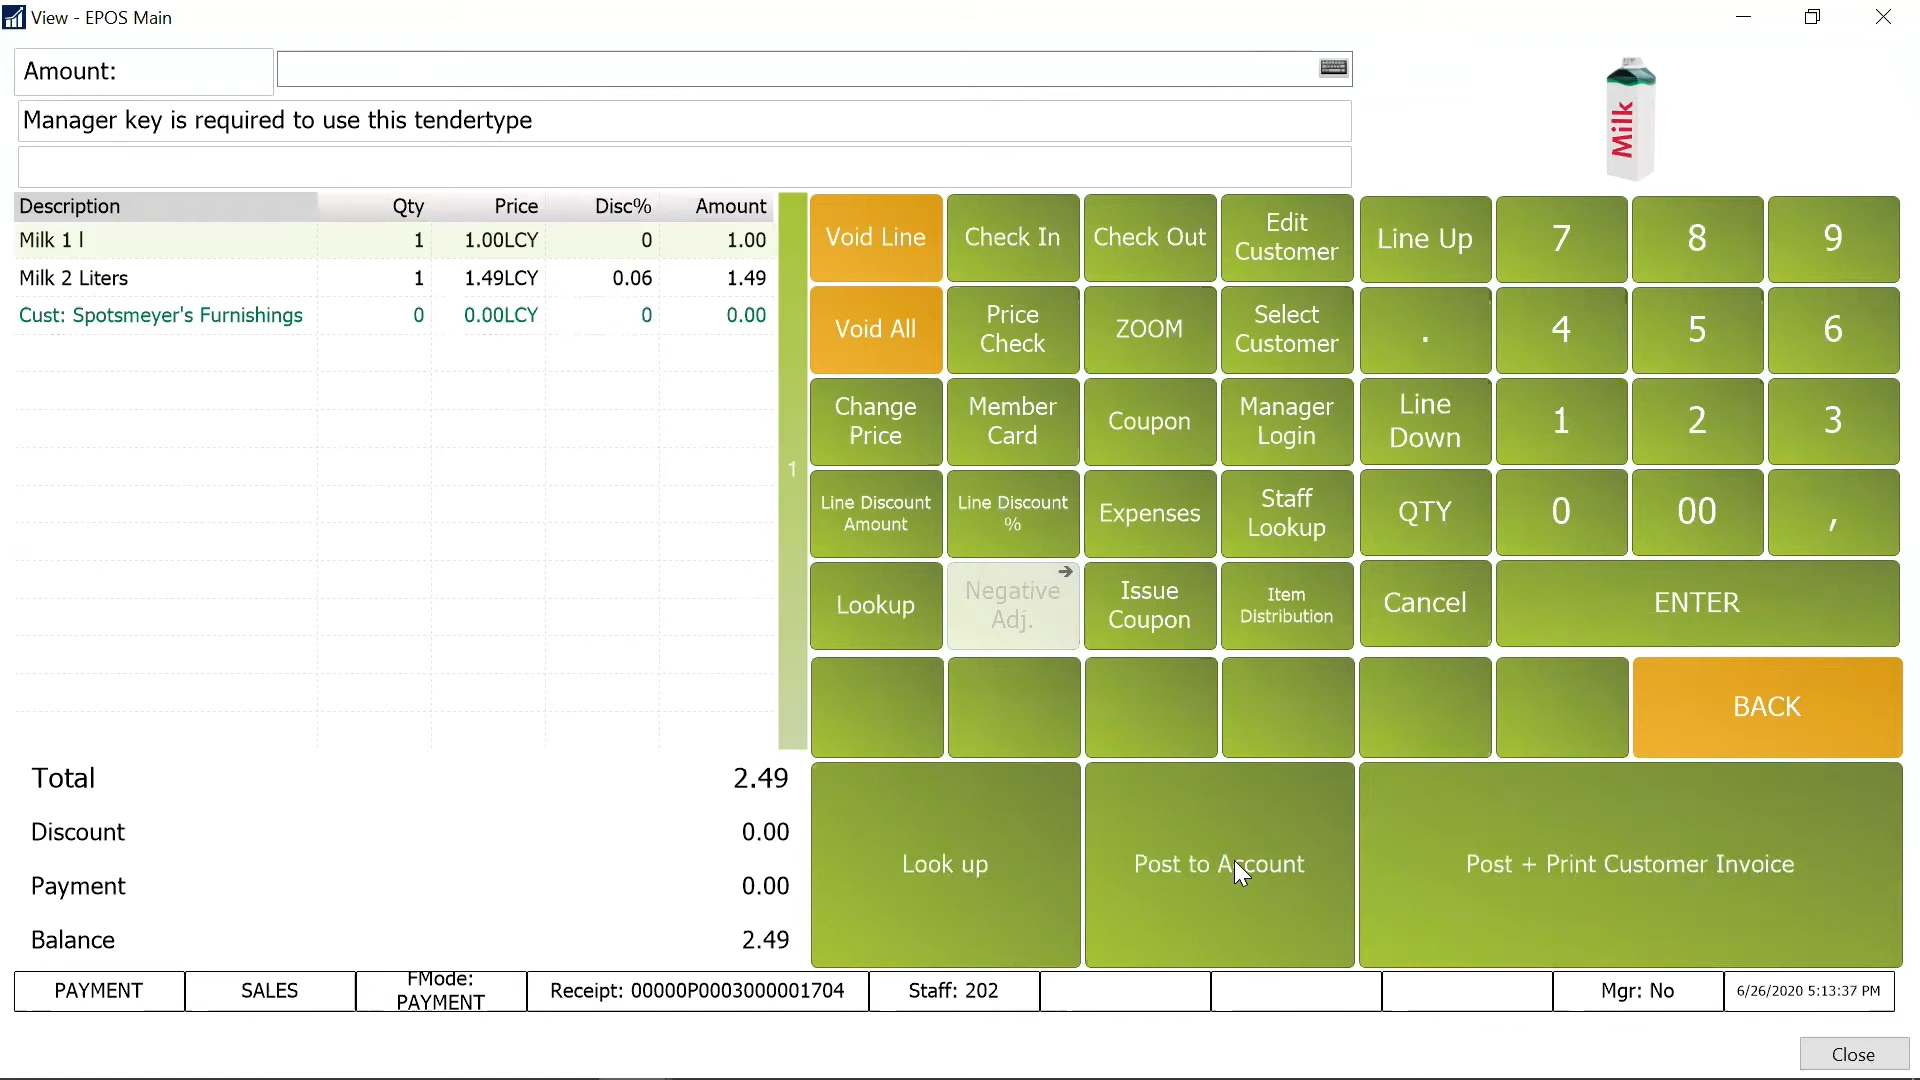 View - EPOS Main
Amount:
Manager key is required to use this tendertype
Milk
Description Qty Price Disc% Amount
Milk 1 l 1 1.00LCY 0 1.00
Milk 2 Liters 1 1.49LCY 0.06 1.49
Cust: Spotsmeyer's Furnishings 0 0.00LCY 0 0.00
1
Void Line
Check In
Check Out
Edit
Customer
Line Up
7
8
9
Void All
Price
Check
ZOOM
Select
Customer
.
4
5
6
Change
Price
Member
Card
Coupon
Manager
Login
Line
Down
1
2
3
Line Discount
Amount
Line Discount
%
Expenses
Staff
Lookup
QTY
0
00
,
Lookup
Negative
Adj.
Issue
Coupon
Item
Distribution
Cancel
ENTER
BACK
Total 2.49
Discount 0.00
Payment 0.00
Balance 2.49
Look up
Post to Account
Post + Print Customer Invoice
PAYMENT
SALES
FMode:
PAYMENT
Receipt: 00000P0003000001704
Staff: 202
Mgr: No
6/26/2020 5:13:37 PM
Close